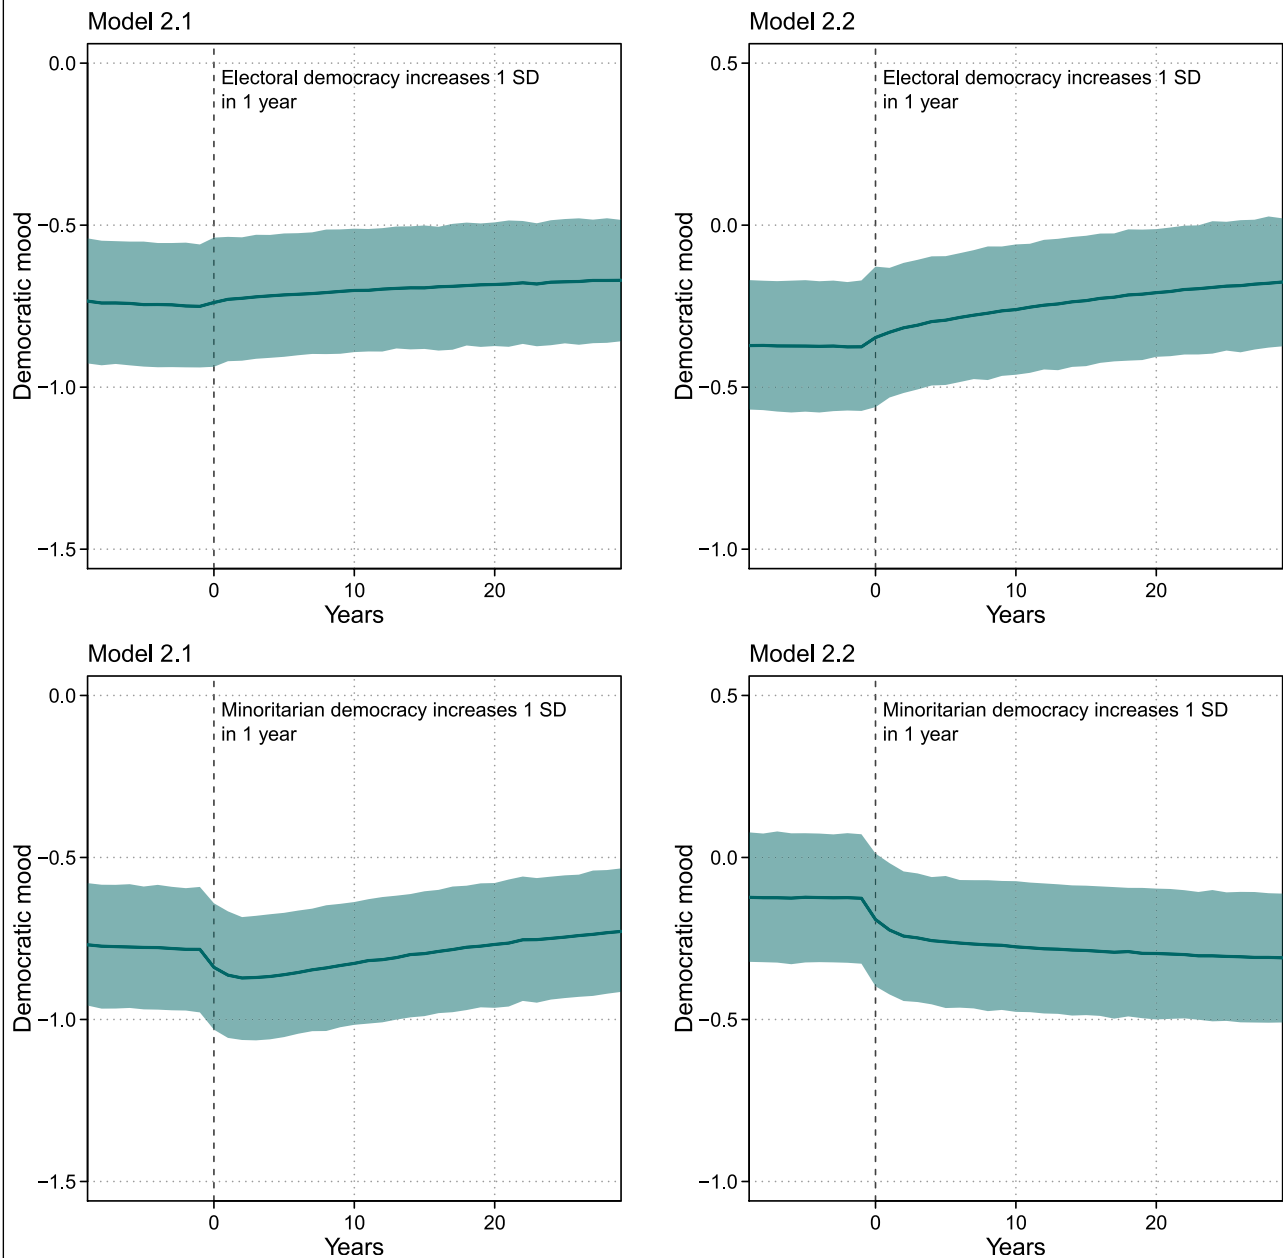 Model 2.1
0.0
Electoral democracy increases 1 SD
in 1 year
−0.5
−1.0
−1.5
Democratic mood
0
10
20
Years
Model 2.2
0.5
Electoral democracy increases 1 SD
in 1 year
0.0
−0.5
−1.0
Democratic mood
0
10
20
Years
Model 2.1
0.0
Minoritarian democracy increases 1 SD
in 1 year
−0.5
−1.0
−1.5
Democratic mood
0
10
20
Years
Model 2.2
0.5
Minoritarian democracy increases 1 SD
in 1 year
0.0
−0.5
−1.0
Democratic mood
0
10
20
Years